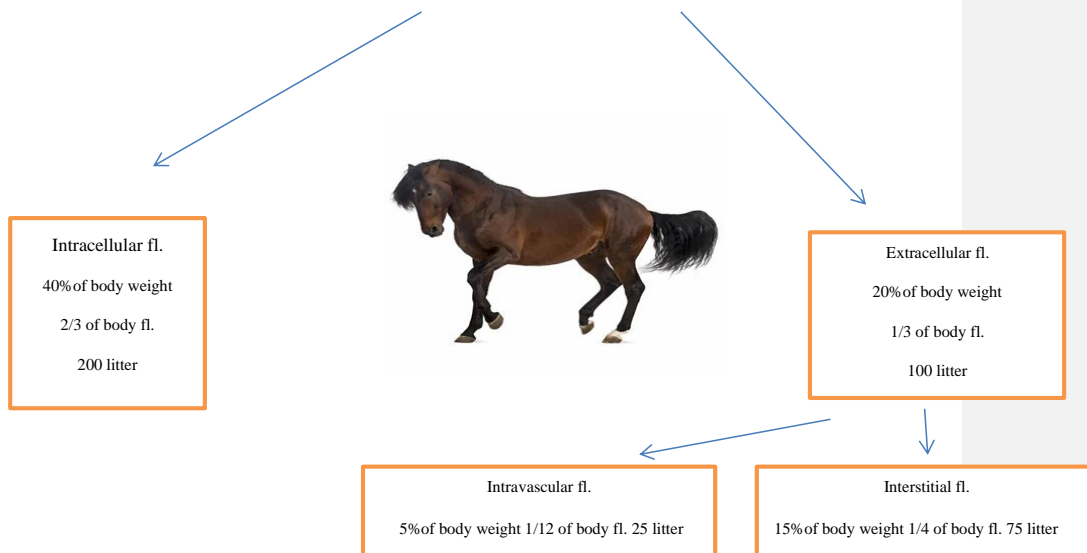 Intracellular fl.
40% of body weight
2/3 of body fl.
200 litter
Extracellular fl.
20% of body weight
1/3 of body fl.
100 litter
Intravascular fl.
5% of body weight 1/12 of body fl. 25 litter
Interstitial fl.
15% of body weight 1/4 of body fl. 75 litter